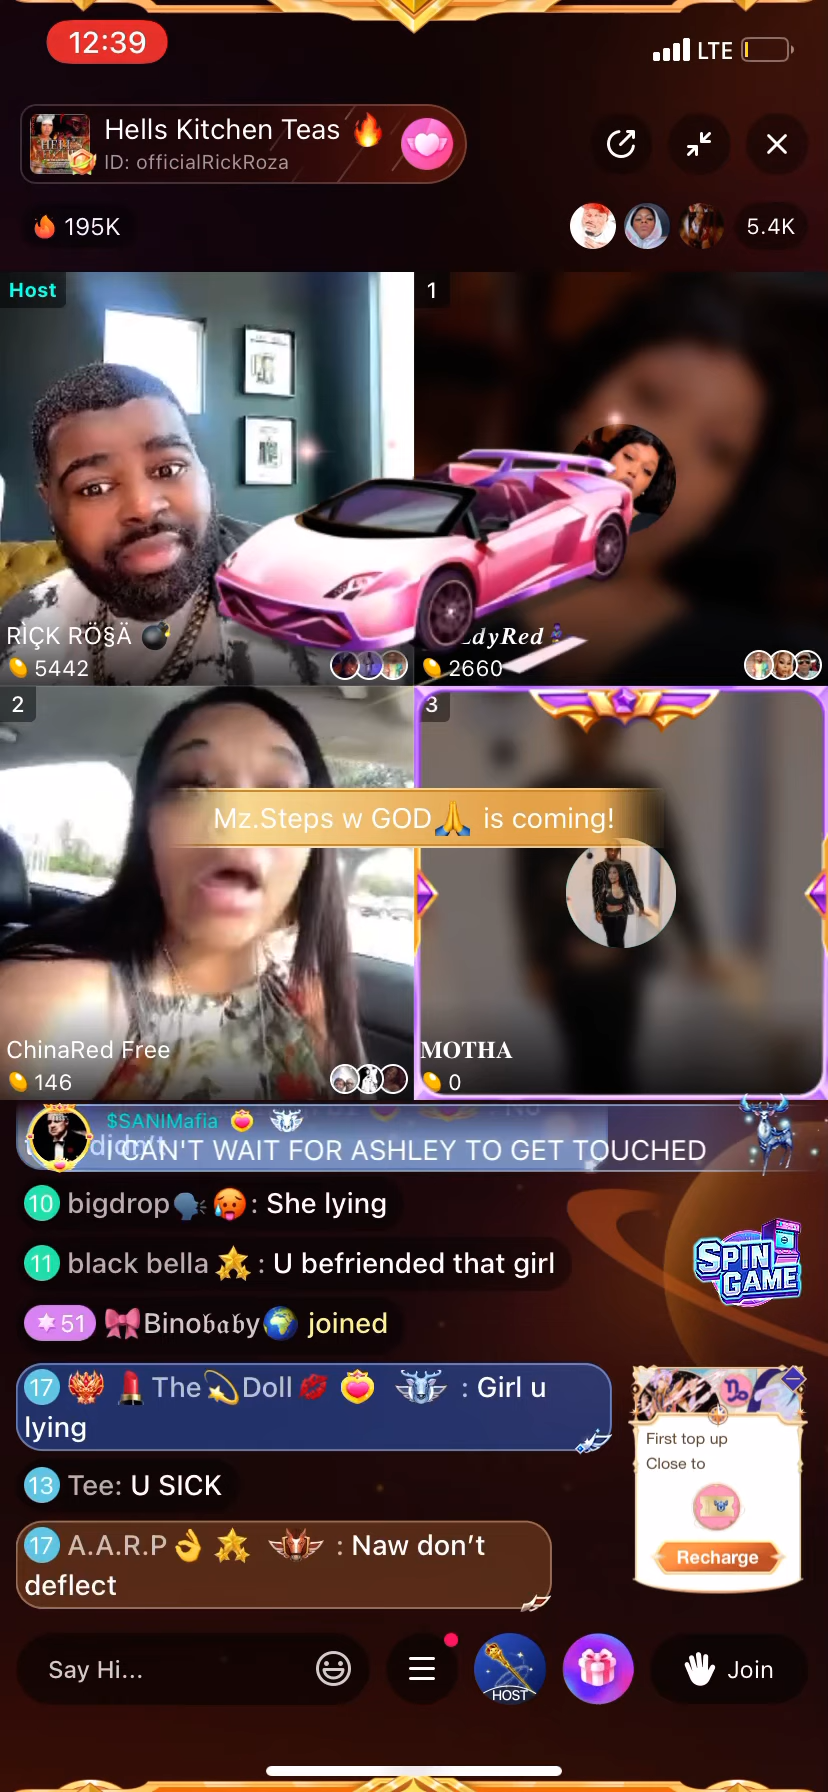 12:39
LTE
Hells Kitchen Teas 🔥
ID: officialRickRoza
🔥 195K
5.4K
Host
1
RÌÇK RÖ§Ä 💣
5442
dyRed
2660
2
3
Mz.Steps w GOD🙏 is coming!
ChinaRed Free
146
MOTHA
0
$SANIMafia
I CAN'T WAIT FOR ASHLEY TO GET TOUCHED
10 bigdrop🗣️🥵: She lying
11 black bella⭐: U befriended that girl
SPIN
GAME
51 🎀Bino𝔟𝔞𝔟y🌍 joined
17 💄The💫Doll💋 : Girl u
lying
First top up
Close to
13 Tee: U SICK
Recharge
17 A.A.R.P👌⭐ : Naw don’t
deflect
Say Hi...
HOST
Join